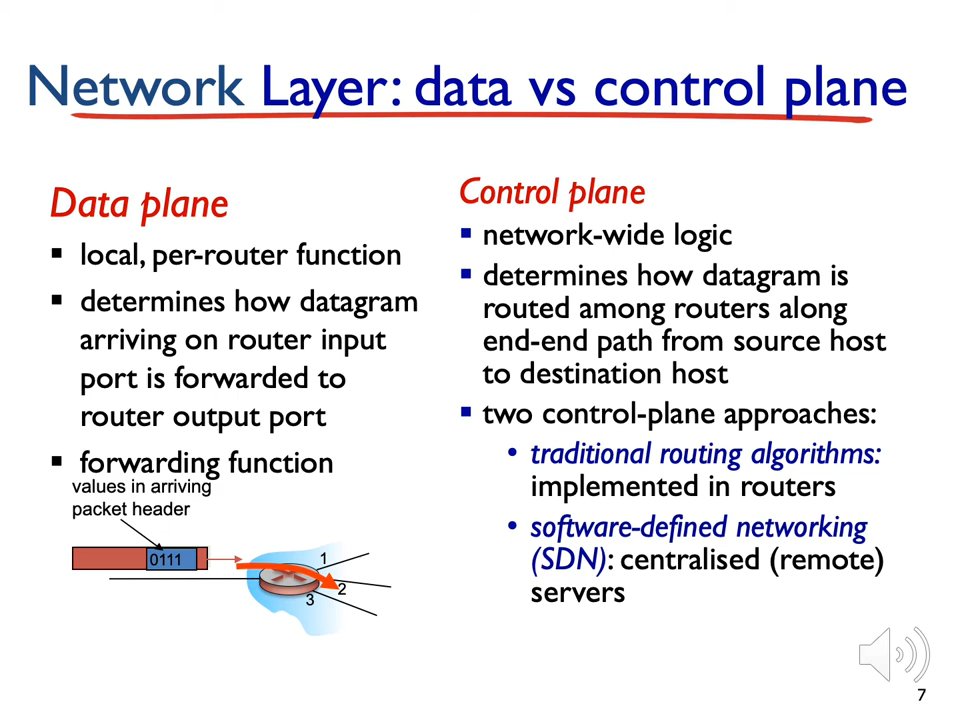 Network Layer: data vs control plane
Data plane
▪ local, per-router function
▪ determines how datagram
arriving on router input
port is forwarded to
router output port
▪ forwarding function
values in arriving
packet header
0111
1
2
3
Control plane
▪ network-wide logic
▪ determines how datagram is
routed among routers along
end-end path from source host
to destination host
▪ two control-plane approaches:
• traditional routing algorithms:
implemented in routers
• software-defined networking
(SDN): centralised (remote)
servers
7